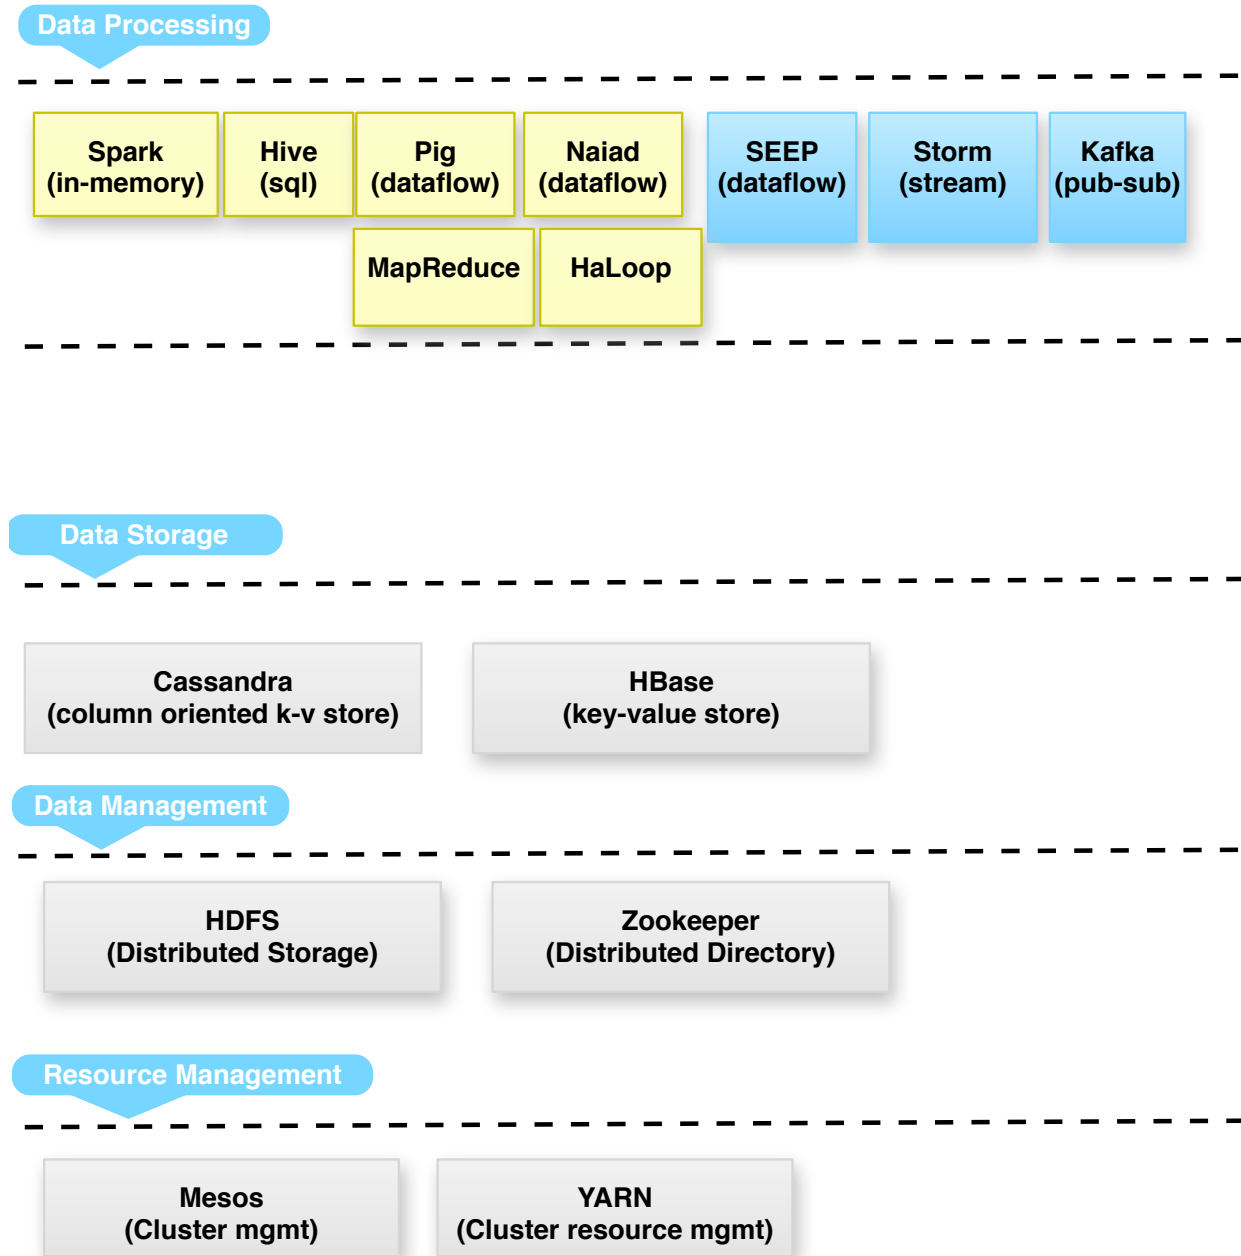 Data Processing
Spark
(in-memory)
Hive
(sql)
Pig
(dataflow)
Naiad
(dataflow)
SEEP
(dataflow)
Storm
(stream)
Kafka
(pub-sub)
MapReduce
HaLoop
Data Storage
Cassandra
(column oriented k-v store)
HBase
(key-value store)
Data Management
HDFS
(Distributed Storage)
Zookeeper
(Distributed Directory)
Resource Management
Mesos
(Cluster mgmt)
YARN
(Cluster resource mgmt)